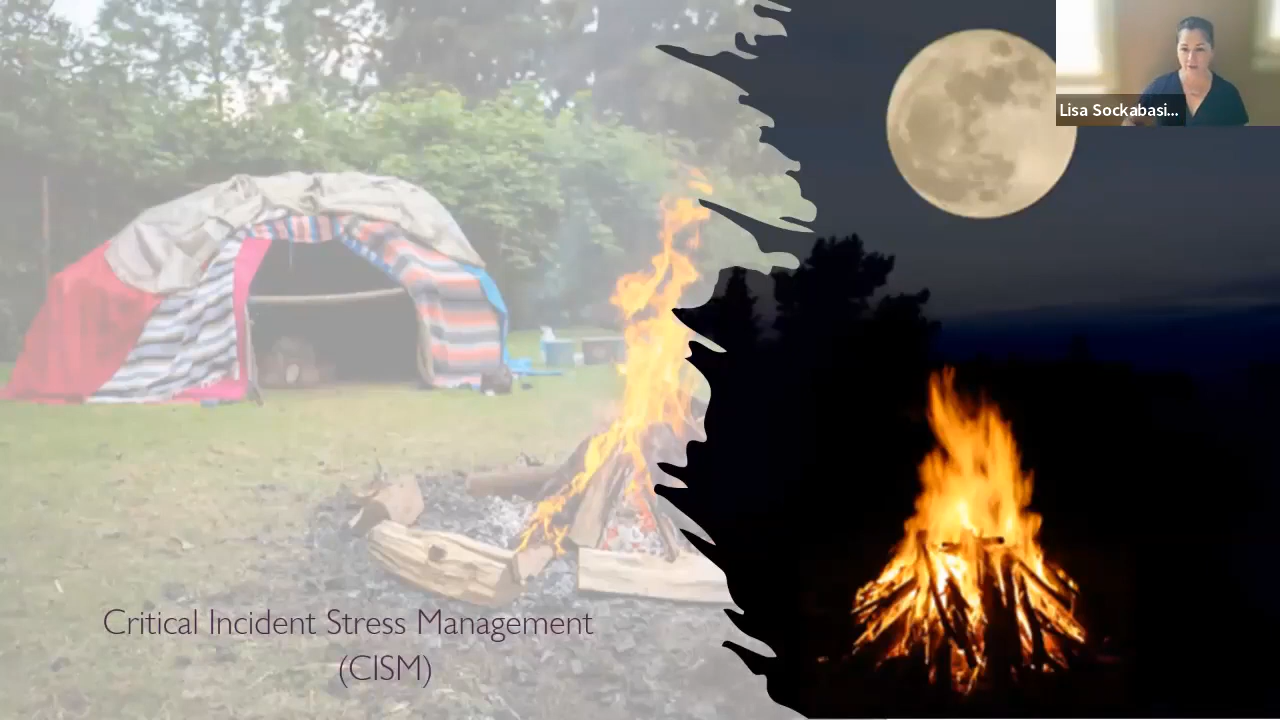 Lisa Sockabasi...
Critical Incident Stress Management
(CISM)